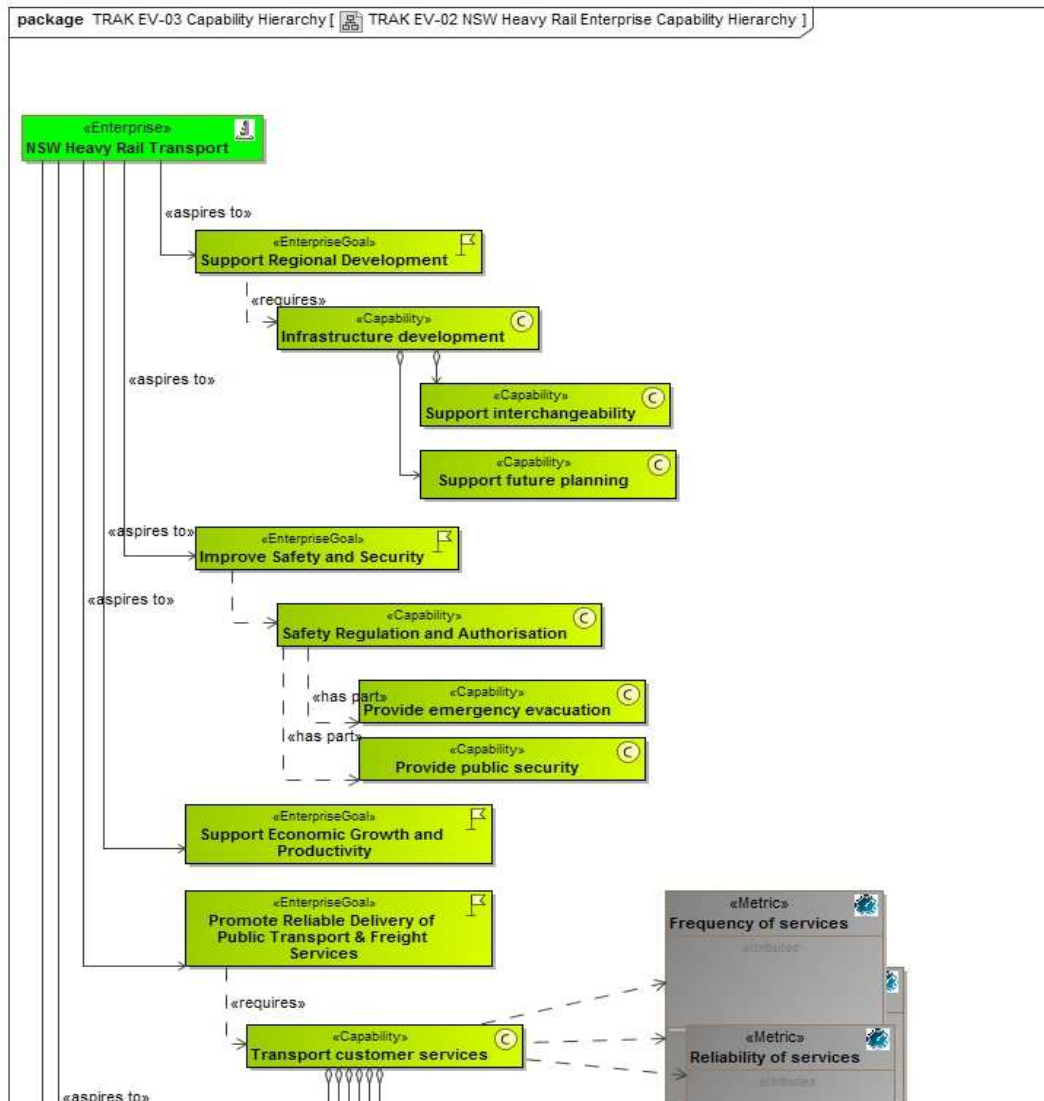 package TRAK EV-03 Capability Hierarchy [ TRAK EV-02 NSW Heavy Rail Enterprise Capability Hierarchy ]
«Enterprise»
NSW Heavy Rail Transport
«aspires to»
«EnterpriseGoal»
Support Regional Development
«requires»
«Capability»
C
Infrastructure development
«aspires to»
«Capability»
C
Support interchangeability
«Capability»
C
Support future planning
«aspires to»
«EnterpriseGoal»
Improve Safety and Security
«aspires to»
«Capability»
C
Safety Regulation and Authorisation
«has part»
«Capability»
C
Provide emergency evacuation
«has part»
«Capability»
C
Provide public security
«EnterpriseGoal»
Support Economic Growth and
Productivity
«EnterpriseGoal»
Promote Reliable Delivery of
Public Transport & Freight
Services
«Metric»
Frequency of services
attributes
«requires»
«Capability»
C
Transport customer services
«Metric»
Reliability of services
attributes
«aspires to»